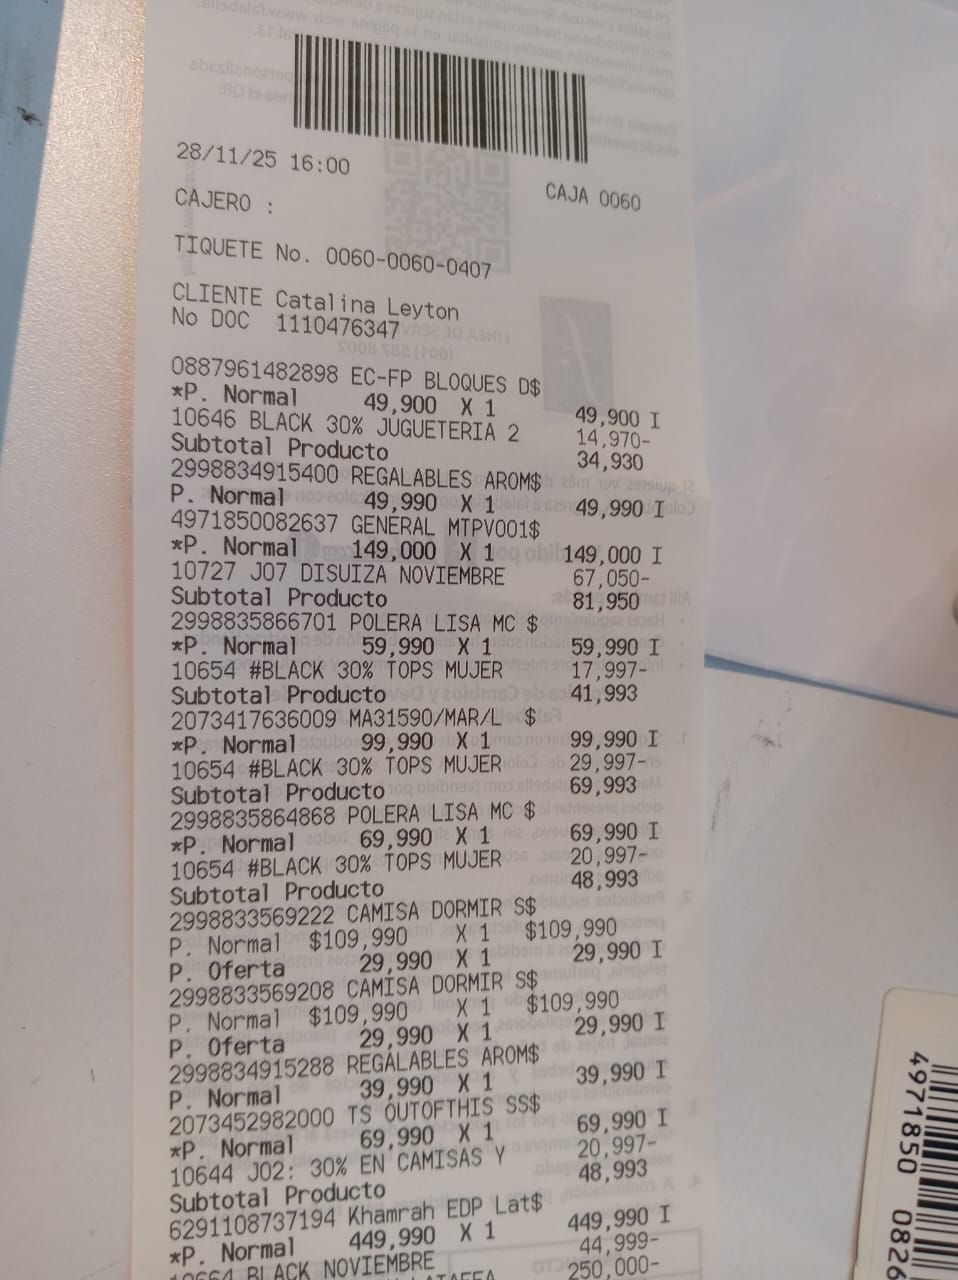 28/11/25 16:00
CAJA 0060
CAJERO :
TIQUETE No. 0060-0060-0407
CLIENTE Catalina Leyton
No DOC 1110476347
0887961482898 EC-FP BLOQUES D$
*P. Normal 49,900 X 1 49,900 I
10646 BLACK 30% JUGUETERIA 2 14,970-
Subtotal Producto 34,930
2998834915400 REGALABLES AROM$
P. Normal 49,990 X 1 49,990 I
4971850082637 GENERAL MTPV001$
*P. Normal 149,000 X 1 149,000 I
10727 J07 DISUIZA NOVIEMBRE 67,050-
Subtotal Producto 81,950
2998835866701 POLERA LISA MC $
*P. Normal 59,990 X 1 59,990 I
10654 #BLACK 30% TOPS MUJER 17,997-
Subtotal Producto 41,993
2073417636009 MA31590/MAR/L $
*P. Normal 99,990 X 1 99,990 I
10654 #BLACK 30% TOPS MUJER 29,997-
Subtotal Producto 69,993
2998835864868 POLERA LISA MC $
*P. Normal 69,990 X 1 69,990 I
10654 #BLACK 30% TOPS MUJER 20,997-
Subtotal Producto 48,993
2998833569222 CAMISA DORMIR S$
P. Normal $109,990 X 1 $109,990
P. Oferta 29,990 X 1 29,990 I
2998833569208 CAMISA DORMIR S$
P. Normal $109,990 X 1 $109,990
P. Oferta 29,990 X 1 29,990 I
2998834915288 REGALABLES AROM$
P. Normal 39,990 X 1 39,990 I
2073452982000 TS OUTOFTHIS SS$
*P. Normal 69,990 X 1 69,990 I
10644 J02: 30% EN CAMISAS Y 20,997-
Subtotal Producto 48,993
6291108737194 Khamrah EDP Lat$
*P. Normal 449,990 X 1 449,990 I
10664 BLACK NOVIEMBRE 44,999-
250,000-
4971850 0826